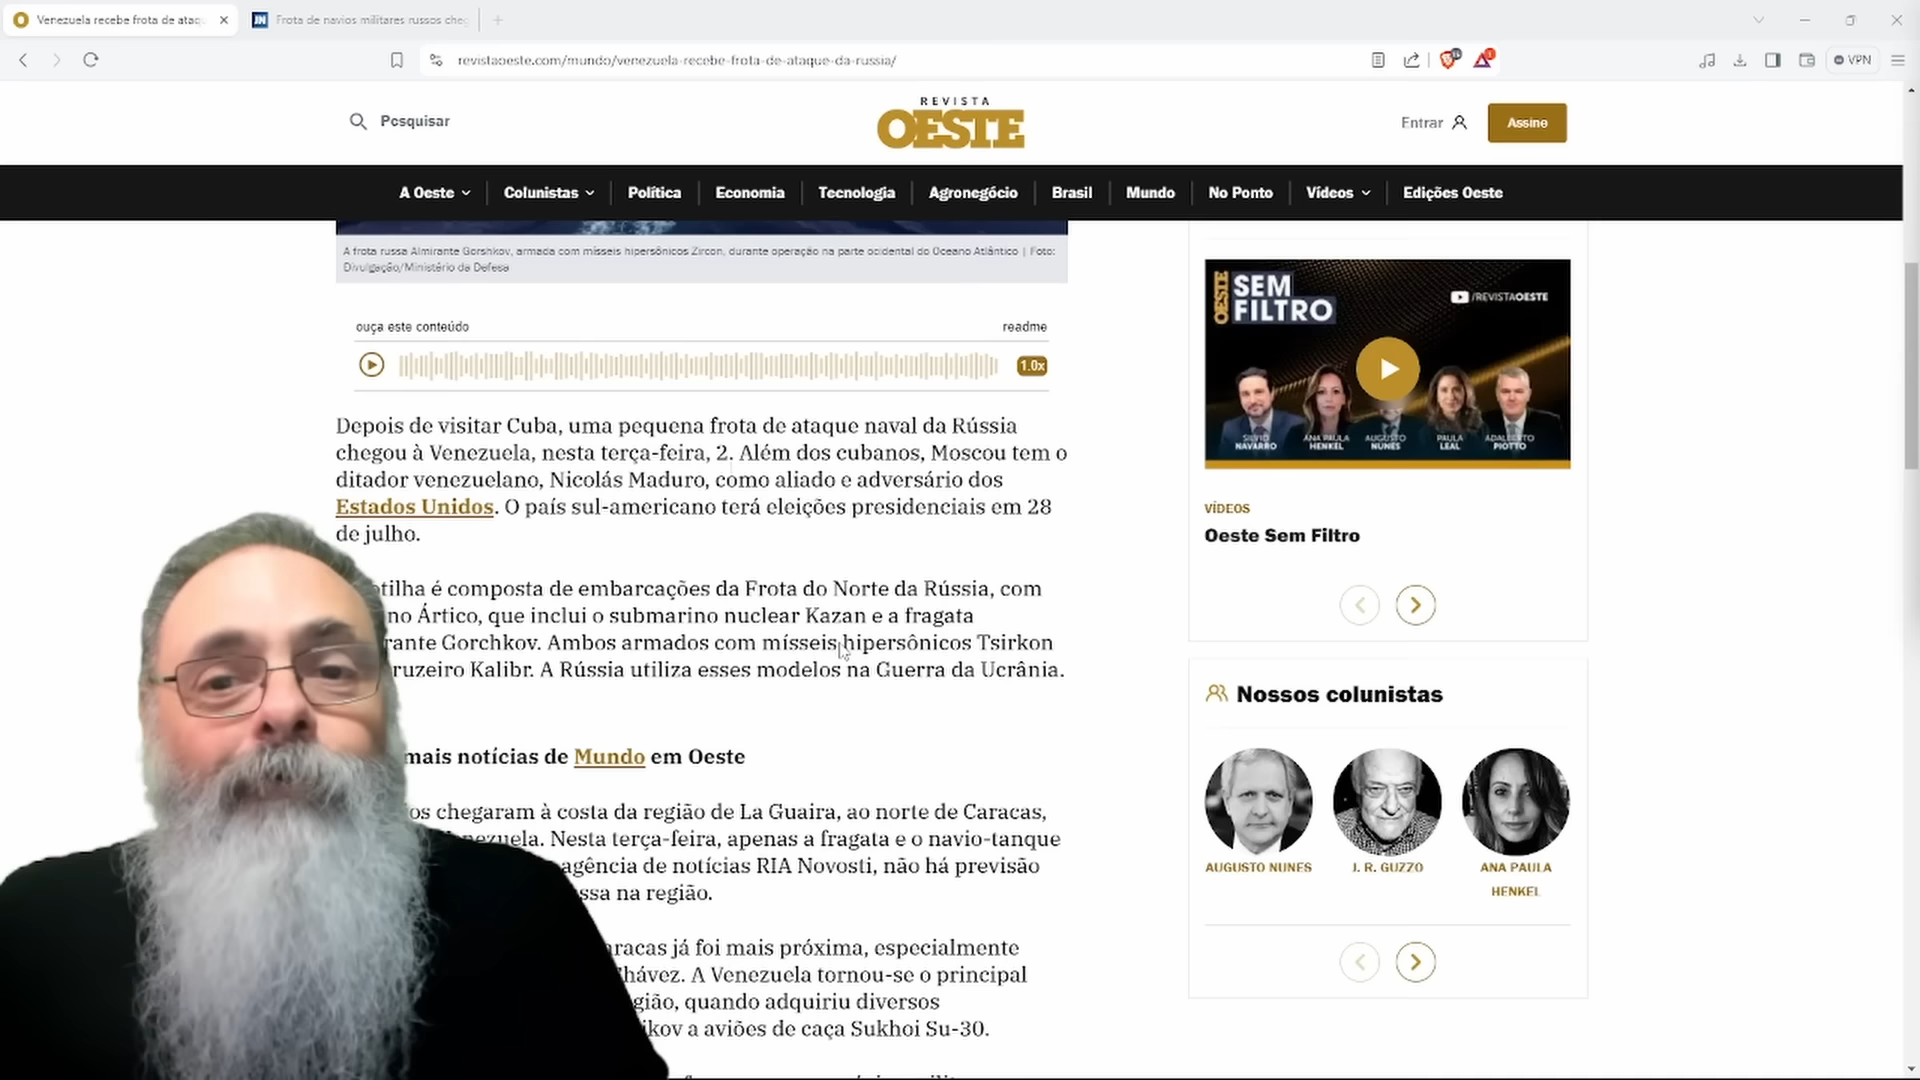 Venezuela recebe frota de ataq
Frota de navios militares russos che
revistaoeste.com/mundo/venezuela-recebe-frota-de-ataque-da-russia/
VPN
Pesquisar
REVISTA
OESTE
Entrar
Assine
A Oeste
Colunistas
Política
Economia
Tecnologia
Agronegócio
Brasil
Mundo
No Ponto
Vídeos
Edições Oeste
A frota russa Almirante Gorshkov, armada com mísseis hipersônicos Zircon, durante operação na parte ocidental do Oceano Atlântico | Foto:
Divulgação/Ministério da Defesa
ouça este conteúdo
readme
1.0x
Depois de visitar Cuba, uma pequena frota de ataque naval da Rússia
chegou à Venezuela, nesta terça-feira, 2. Além dos cubanos, Moscou tem o
ditador venezuelano, Nicolás Maduro, como aliado e adversário dos
Estados Unidos. O país sul-americano terá eleições presidenciais em 28
de julho.
otilha é composta de embarcações da Frota do Norte da Rússia, com
no Ártico, que inclui o submarino nuclear Kazan e a fragata
rante Gorchkov. Ambos armados com mísseis hipersônicos Tsirkon
ruzeiro Kalibr. A Rússia utiliza esses modelos na Guerra da Ucrânia.
mais notícias de Mundo em Oeste
os chegaram à costa da região de La Guaira, ao norte de Caracas,
nezuela. Nesta terça-feira, apenas a fragata e o navio-tanque
agência de notícias RIA Novosti, não há previsão
ssa na região.
aracas já foi mais próxima, especialmente
hávez. A Venezuela tornou-se o principal
gião, quando adquiriu diversos
ikov a aviões de caça Sukhoi Su-30.
OESTE
SEM
FILTRO
/REVISTAOESTE
SILVIO
NAVARRO
ANA PAULA
HENKEL
AUGUSTO
NUNES
PAULA
LEAL
ADALBERTO
PIOTTO
VÍDEOS
Oeste Sem Filtro
Nossos colunistas
AUGUSTO NUNES
J. R. GUZZO
ANA PAULA
HENKEL